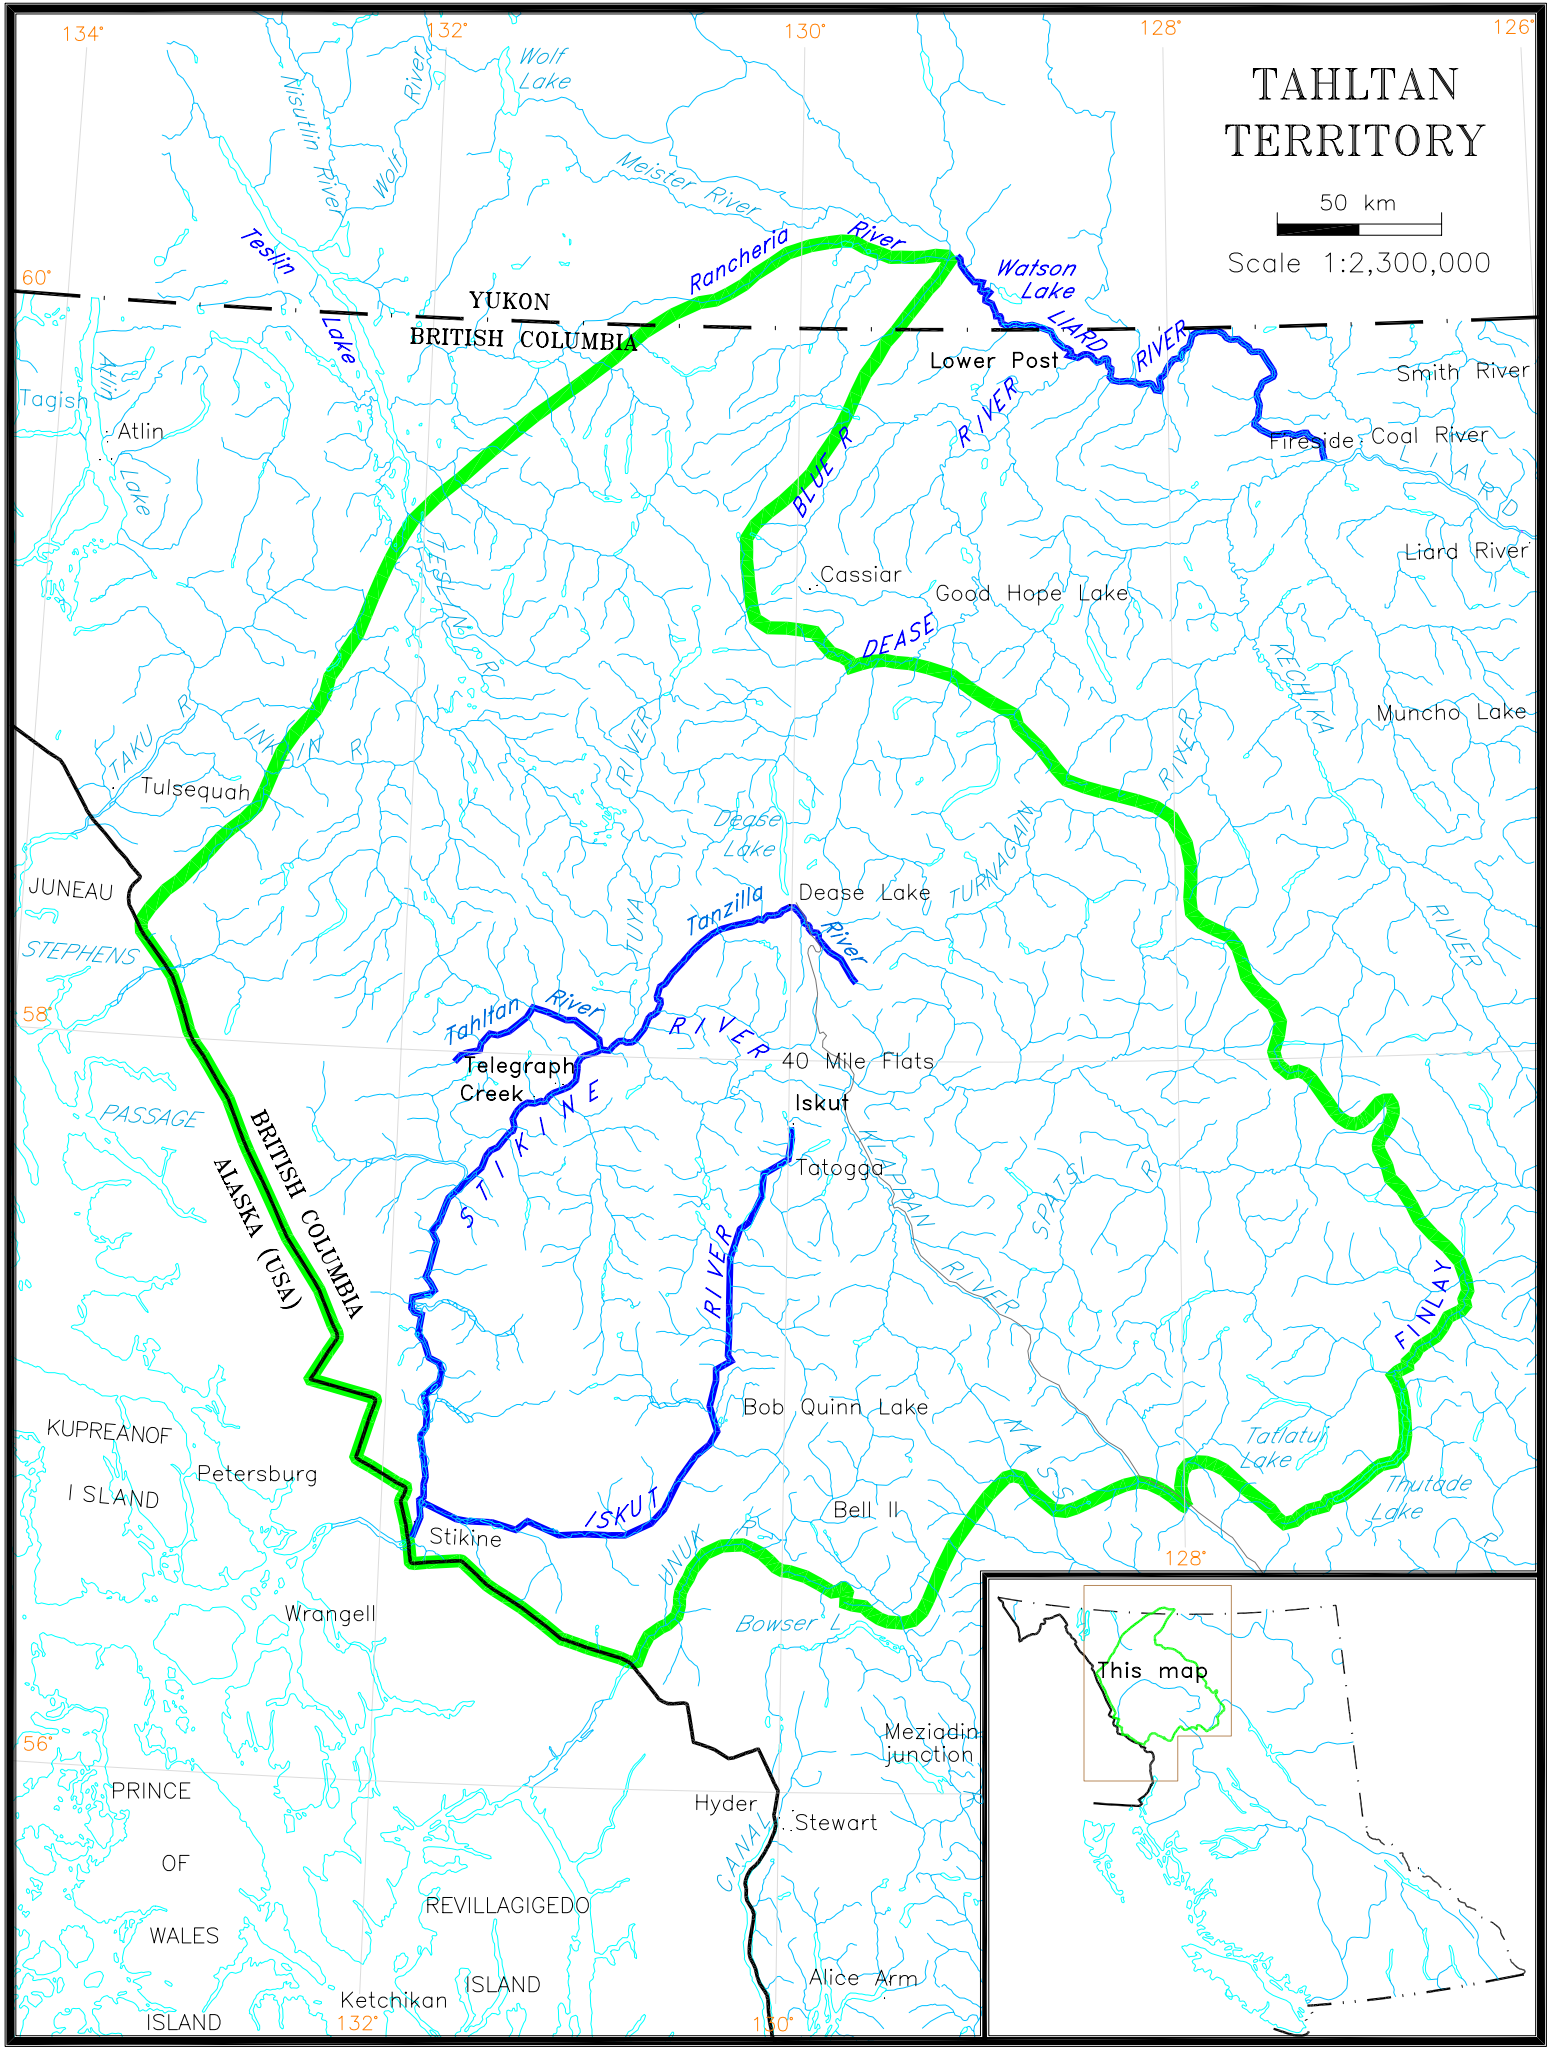 134°
132°
130°
128°
126°
TAHLTAN
TERRITORY
50 km
Scale 1:2,300,000
Wolf
Lake
Nisutlin River
Wolf
River
Meister River
Teslin
Lake
Rancheria
River
Watson
Lake
60°
YUKON
BRITISH COLUMBIA
LIARD
RIVER
Lower Post
Smith River
Tagish
Atlin
Lake
Atlin
RIVER
Fireside
Coal River
LIARD
BLUE R
Liard River
TESLIN R
Cassiar
Good Hope Lake
DEASE
KECHIKA
RIVER
Muncho Lake
TAKU R
INKLIN R
RIVER
RIVER
Tulsequah
Dease
Lake
TURNAGAIN
JUNEAU
Dease Lake
Tanzilla
River
TUYA
STEPHENS
58°
Tahltan
River
RIVER
40 Mile Flats
Telegraph
Creek
Iskut
PASSAGE
STIKINE
BRITISH COLUMBIA
ALASKA (USA)
Tatogga
KLAPPAN
RIVER
SPATSI R
RIVER
FINLAY
Bob Quinn Lake
KUPREANOF
ISLAND
Petersburg
NASS
R
Tatlatui
Lake
Thutade
Lake
R
Bell II
ISKUT
Stikine
UNUK
128°
Wrangell
Bowser L
This map
Meziadin
junction
56°
PRINCE
OF
WALES
ISLAND
Hyder
Stewart
CANAL
REVILLAGIGEDO
ISLAND
Alice Arm
Ketchikan
132°
130°